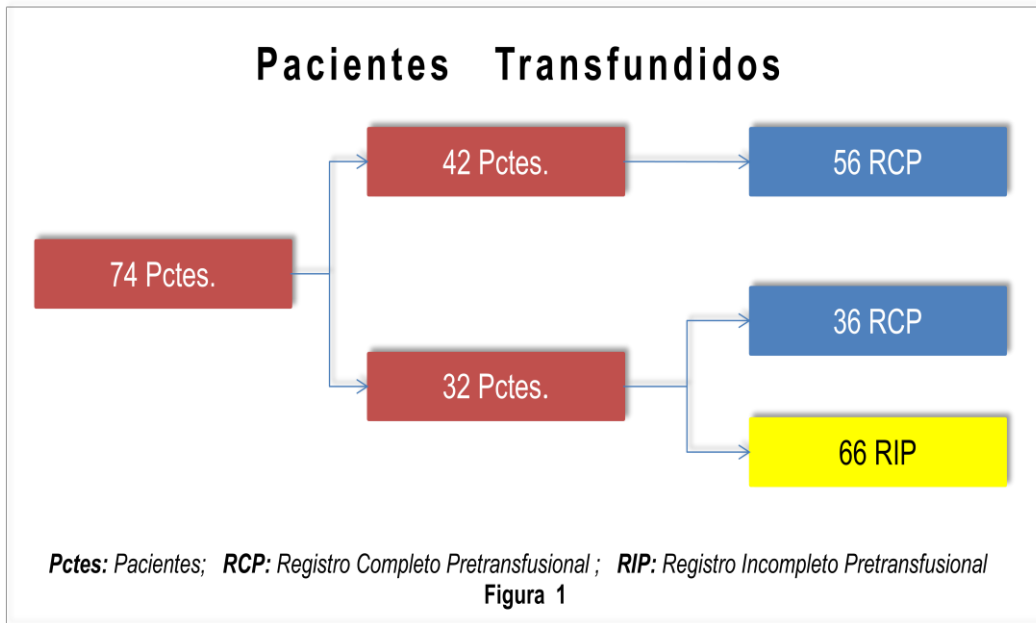 Pacientes Transfundidos
42 Pctes.
56 RCP
74 Pctes.
36 RCP
32 Pctes.
66 RIP
Pctes: Pacientes; RCP: Registro Completo Pretransfusional ; RIP: Registro Incompleto Pretransfusional
Figura 1